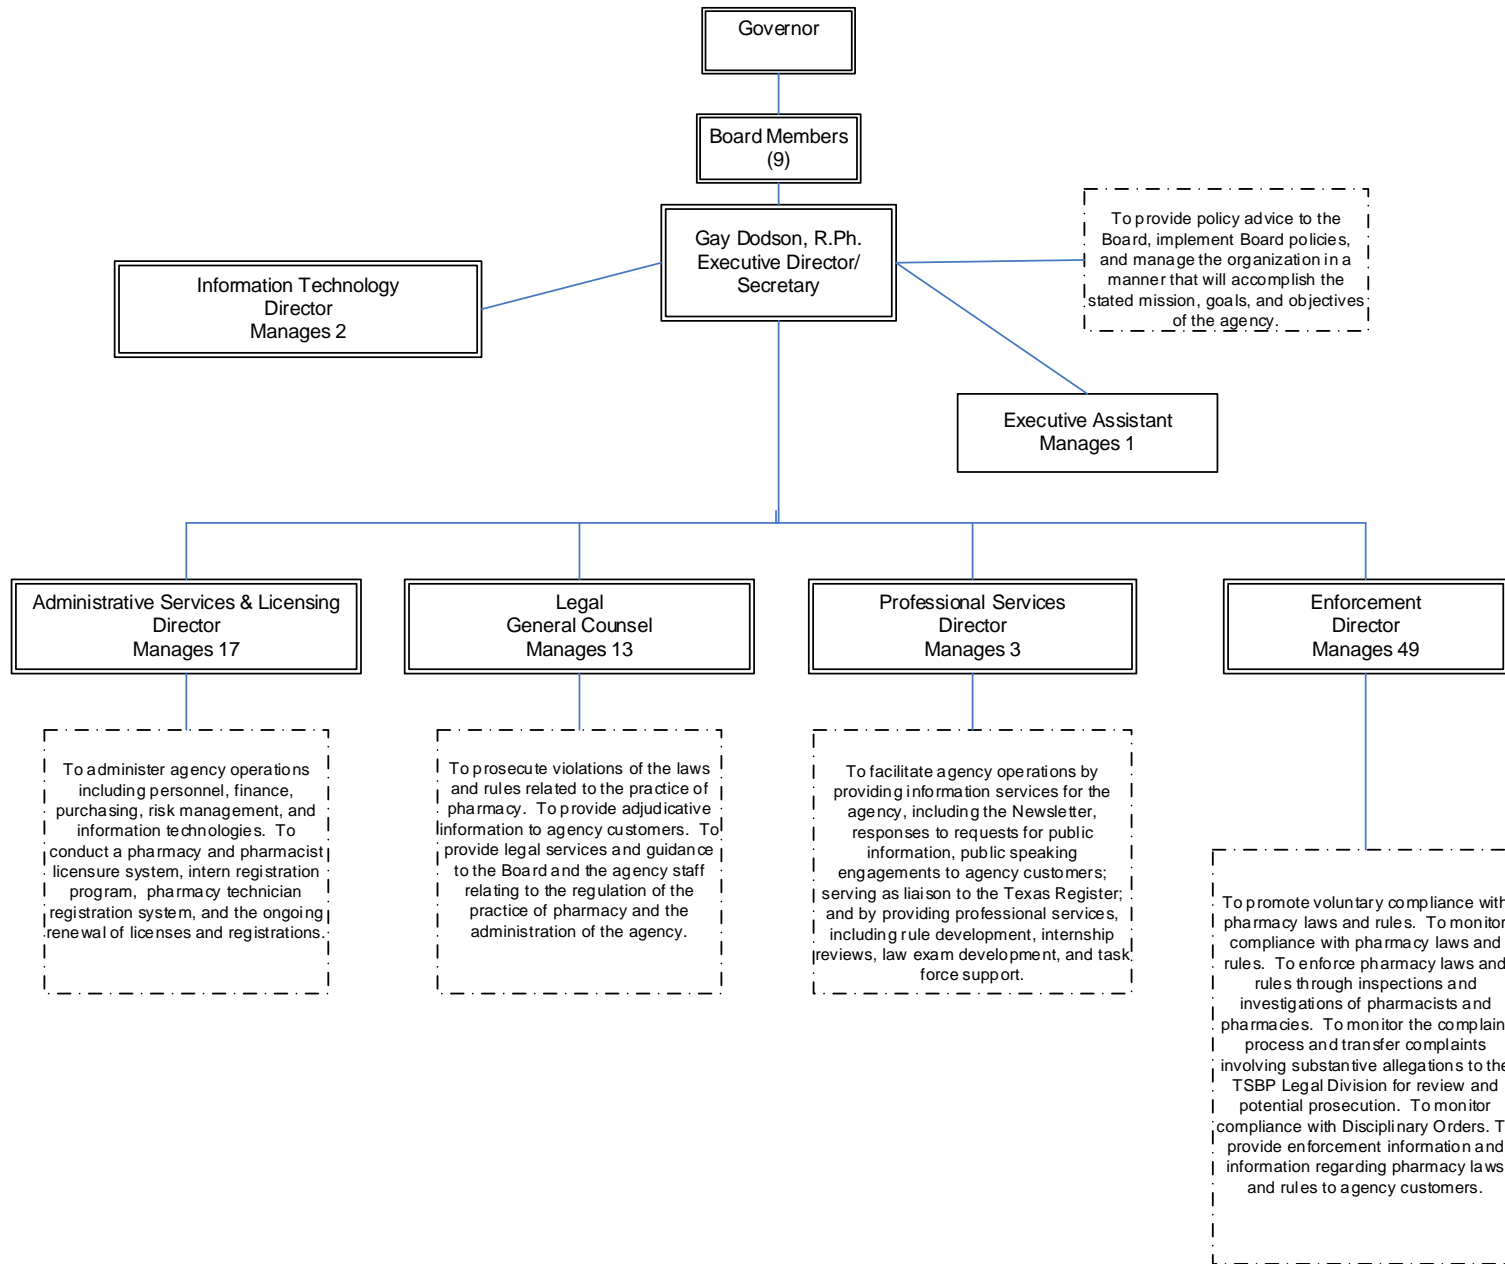 Governor
Board Members
(9)
Gay Dodson, R.Ph.
Executive Director/
Secretary
To provide policy advice to the
Board, implement Board policies,
and manage the organization in a
manner that will accomplish the
stated mission, goals, and objectives
of the agency.
Information Technology
Director
Manages 2
Executive Assistant
Manages 1
Administrative Services & Licensing
Director
Manages 17
Legal
General Counsel
Manages 13
Professional Services
Director
Manages 3
Enforcement
Director
Manages 49
To administer agency operations
including personnel, finance,
purchasing, risk management, and
information technologies. To
conduct a pharmacy and pharmacist
licensure system, intern registration
program, pharmacy technician
registration system, and the ongoing
renewal of licenses and registrations.
To prosecute violations of the laws
and rules related to the practice of
pharmacy. To provide adjudicative
information to agency customers. To
provide legal services and guidance
to the Board and the agency staff
relating to the regulation of the
practice of pharmacy and the
administration of the agency.
To facilitate agency operations by
providing information services for the
agency, including the Newsletter,
responses to requests for public
information, public speaking
engagements to agency customers;
serving as liaison to the Texas Register;
and by providing professional services,
including rule development, internship
reviews, law exam development, and task
force support.
To promote voluntary compliance with
pharmacy laws and rules. To monitor
compliance with pharmacy laws and
rules. To enforce pharmacy laws and
rules through inspections and
investigations of pharmacists and
pharmacies. To monitor the complain
process and transfer complaints
involving substantive allegations to the
TSBP Legal Division for review and
potential prosecution. To monitor
compliance with Disciplinary Orders. T
provide enforcement information and
information regarding pharmacy laws
and rules to agency customers.